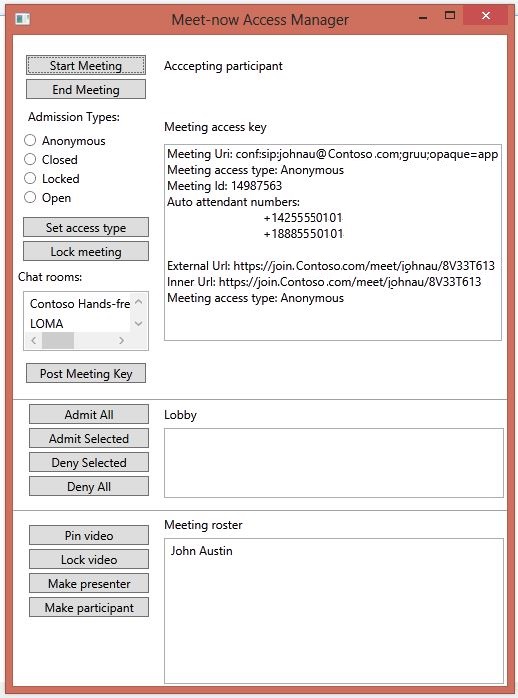 Meet-now Access Manager
Start Meeting
Acccepting participant
End Meeting
Admission Types:
Meeting access key
Anonymous
Closed
Locked
Open
Set access type
Lock meeting
Meeting Uri: conf:sip:johnau@Contoso.com;gruu;opaque=app
Meeting access type: Anonymous
Meeting Id: 14987563
Auto attendant numbers:
+14255550101
+18885550101
External Url: https://join.Contoso.com/meet/johnau/8V33T613
Inner Url: https://join.Contoso.com/meet/johnau/8V33T613
Meeting access type: Anonymous
Chat rooms:
Contoso Hands-fre
LOMA
Post Meeting Key
Admit All
Lobby
Admit Selected
Deny Selected
Deny All
Meeting roster
Pin video
John Austin
Lock video
Make presenter
Make participant